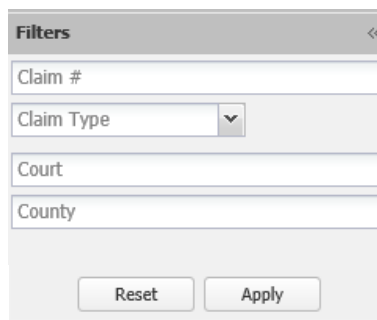 Filters
Claim #
Claim Type
Court
County
Reset Apply